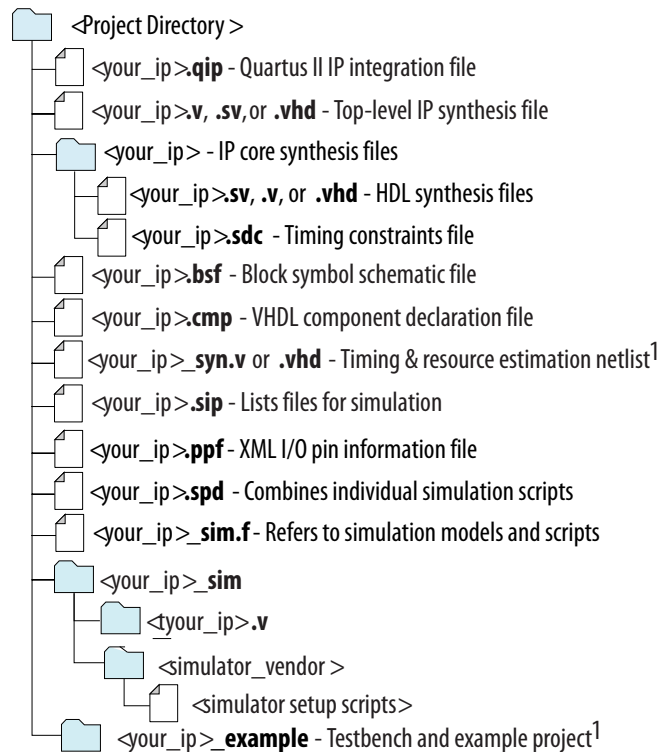 <Project Directory >
<your_ip>.qip - Quartus II IP integration file
<your_ip>.v, .sv, or .vhd - Top-level IP synthesis file
<your_ip> - IP core synthesis files
<your_ip>.sv, .v, or .vhd - HDL synthesis files
<your_ip>.sdc - Timing constraints file
<your_ip>.bsf - Block symbol schematic file
<your_ip>.cmp - VHDL component declaration file
<your_ip>_syn.v or .vhd - Timing & resource estimation netlist1
<your_ip>.sip - Lists files for simulation
<your_ip>.ppf - XML I/O pin information file
<your_ip>.spd - Combines individual simulation scripts
<your_ip>_sim.f - Refers to simulation models and scripts
<your_ip>_sim
<tyour_ip>.v
<simulator_vendor >
<simulator setup scripts>
<your_ip>_example - Testbench and example project1